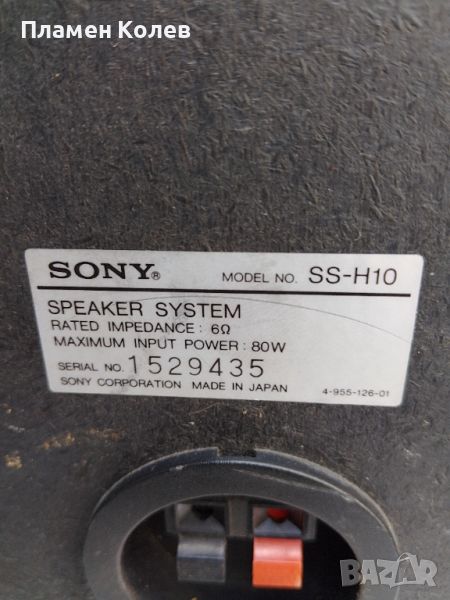 Пламен Колев
SONY® MODEL NO. SS-H10
SPEAKER SYSTEM
RATED IMPEDANCE : 6Ω
MAXIMUM INPUT POWER : 80W
SERIAL NO. 1529435
SONY CORPORATION MADE IN JAPAN 4-955-126-01
bazar